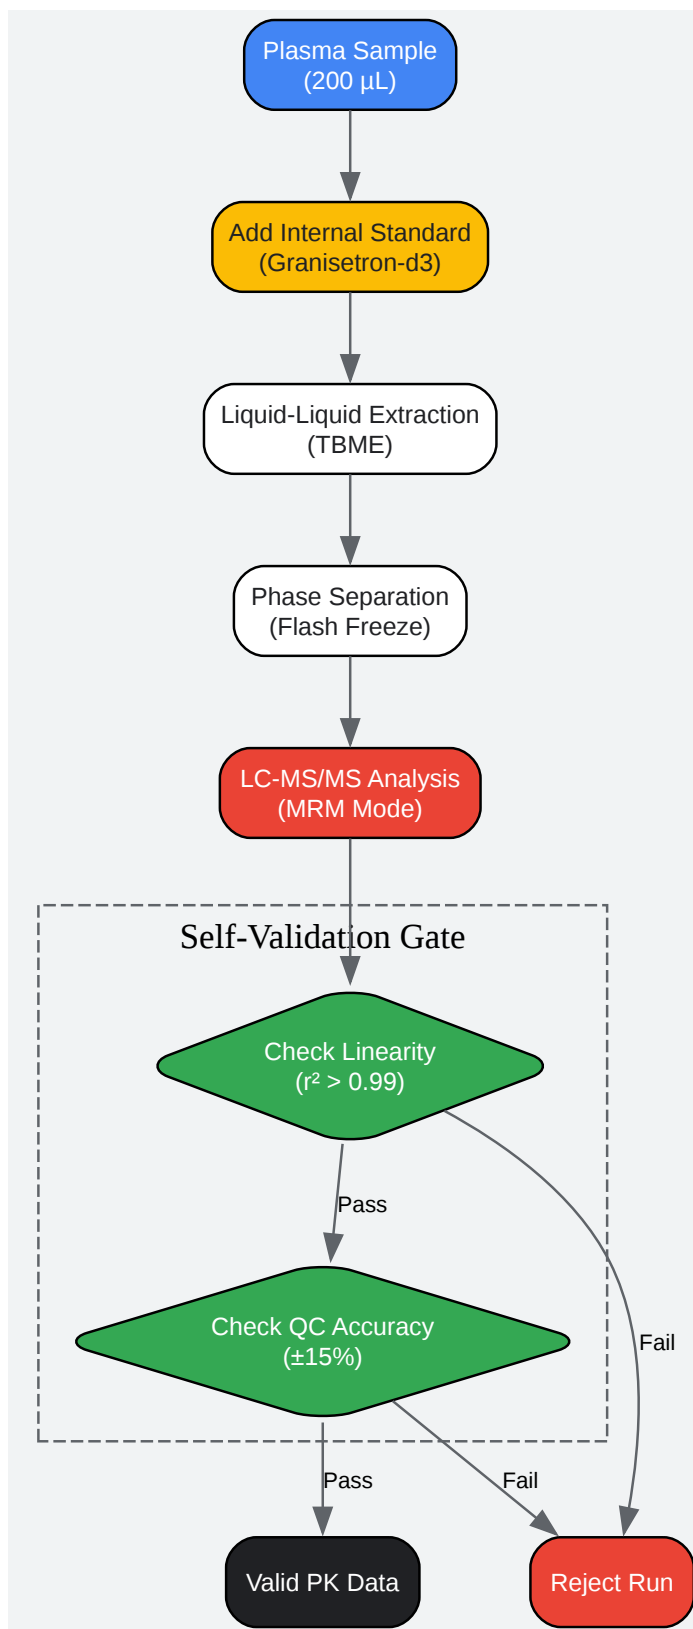 Plasma Sample
(200 µL)
Add Internal Standard
(Granisetron-d3)
Liquid-Liquid Extraction
(TBME)
Phase Separation
(Flash Freeze)
LC-MS/MS Analysis
(MRM Mode)
Self-Validation Gate
Check Linearity
(r² > 0.99)
Pass
Check QC Accuracy
(±15%)
Fail
Pass
Fail
Valid PK Data
Reject Run